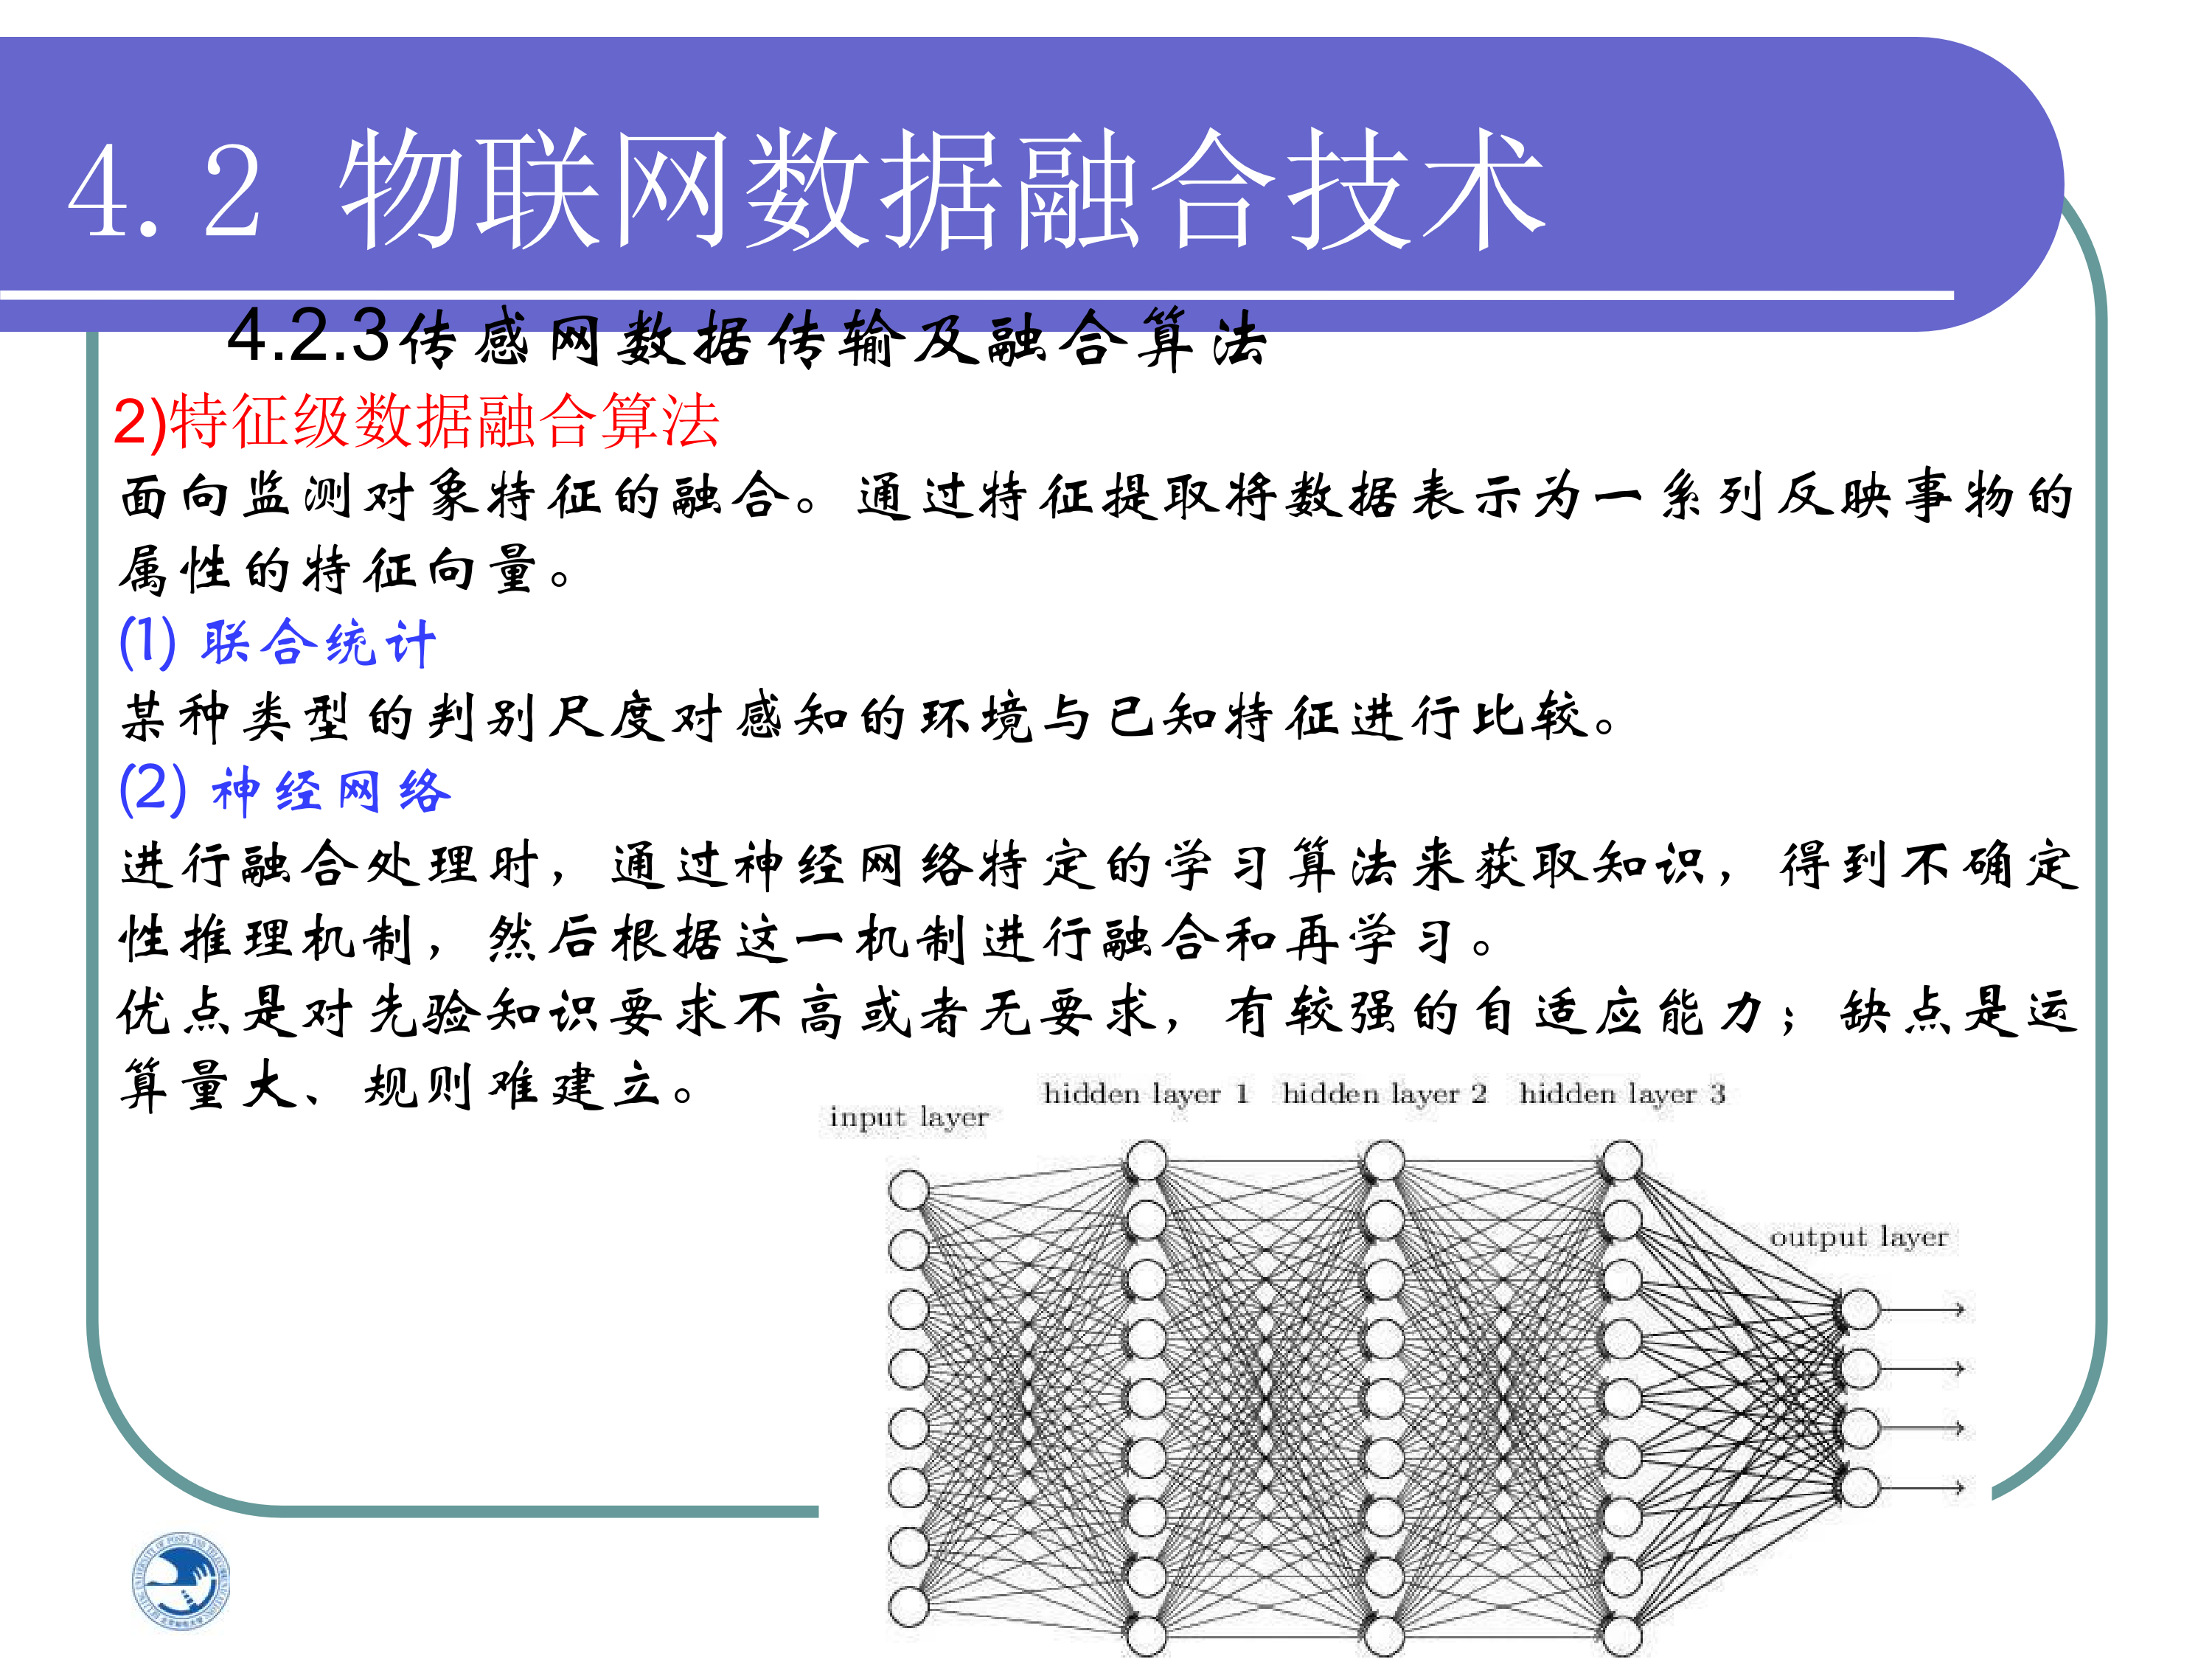 4.2 物联网数据融合技术
4.2.3传感网数据传输及融合算法
2)特征级数据融合算法
面向监测对象特征的融合。通过特征提取将数据表示为一系列反映事物的
属性的特征向量。
(1) 联合统计
某种类型的判别尺度对感知的环境与已知特征进行比较。
(2) 神经网络
进行融合处理时，通过神经网络特定的学习算法来获取知识，得到不确定
性推理机制，然后根据这一机制进行融合和再学习。
优点是对先验知识要求不高或者无要求，有较强的自适应能力；缺点是运
算量大、规则难建立。
input layer
hidden layer 1
hidden layer 2
hidden layer 3
output layer